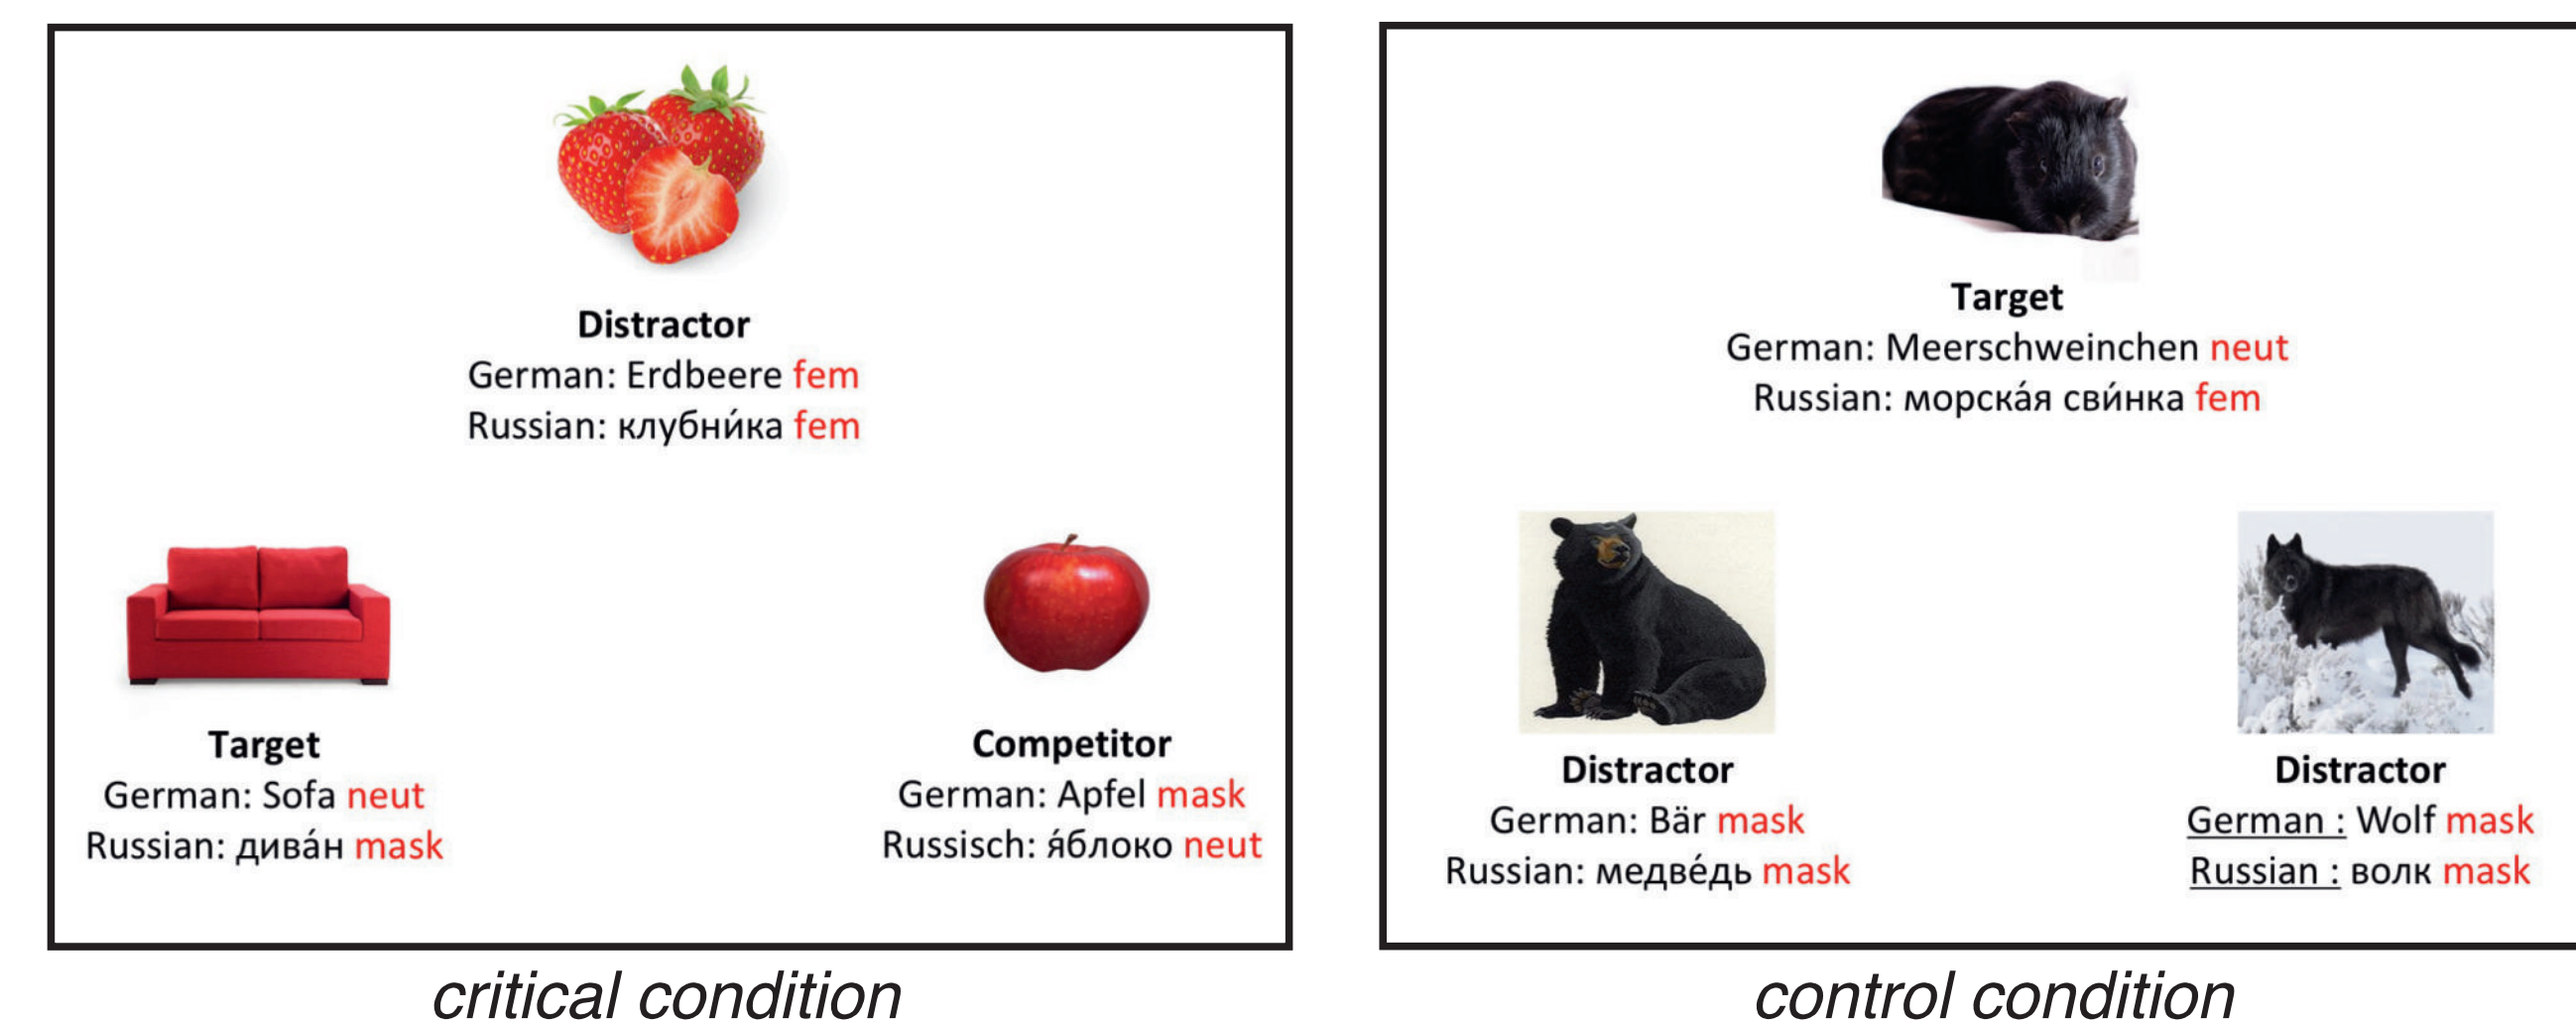 Distractor
German: Erdbeere fem
Russian: клубни́ка fem
Target
German: Sofa neut
Russian: дива́н mask
Competitor
German: Apfel mask
Russisch: я́блоко neut
critical condition
Target
German: Meerschweinchen neut
Russian: морска́я сви́нка fem
Distractor
German: Bär mask
Russian: медве́дь mask
Distractor
German : Wolf mask
Russian : волк mask
control condition